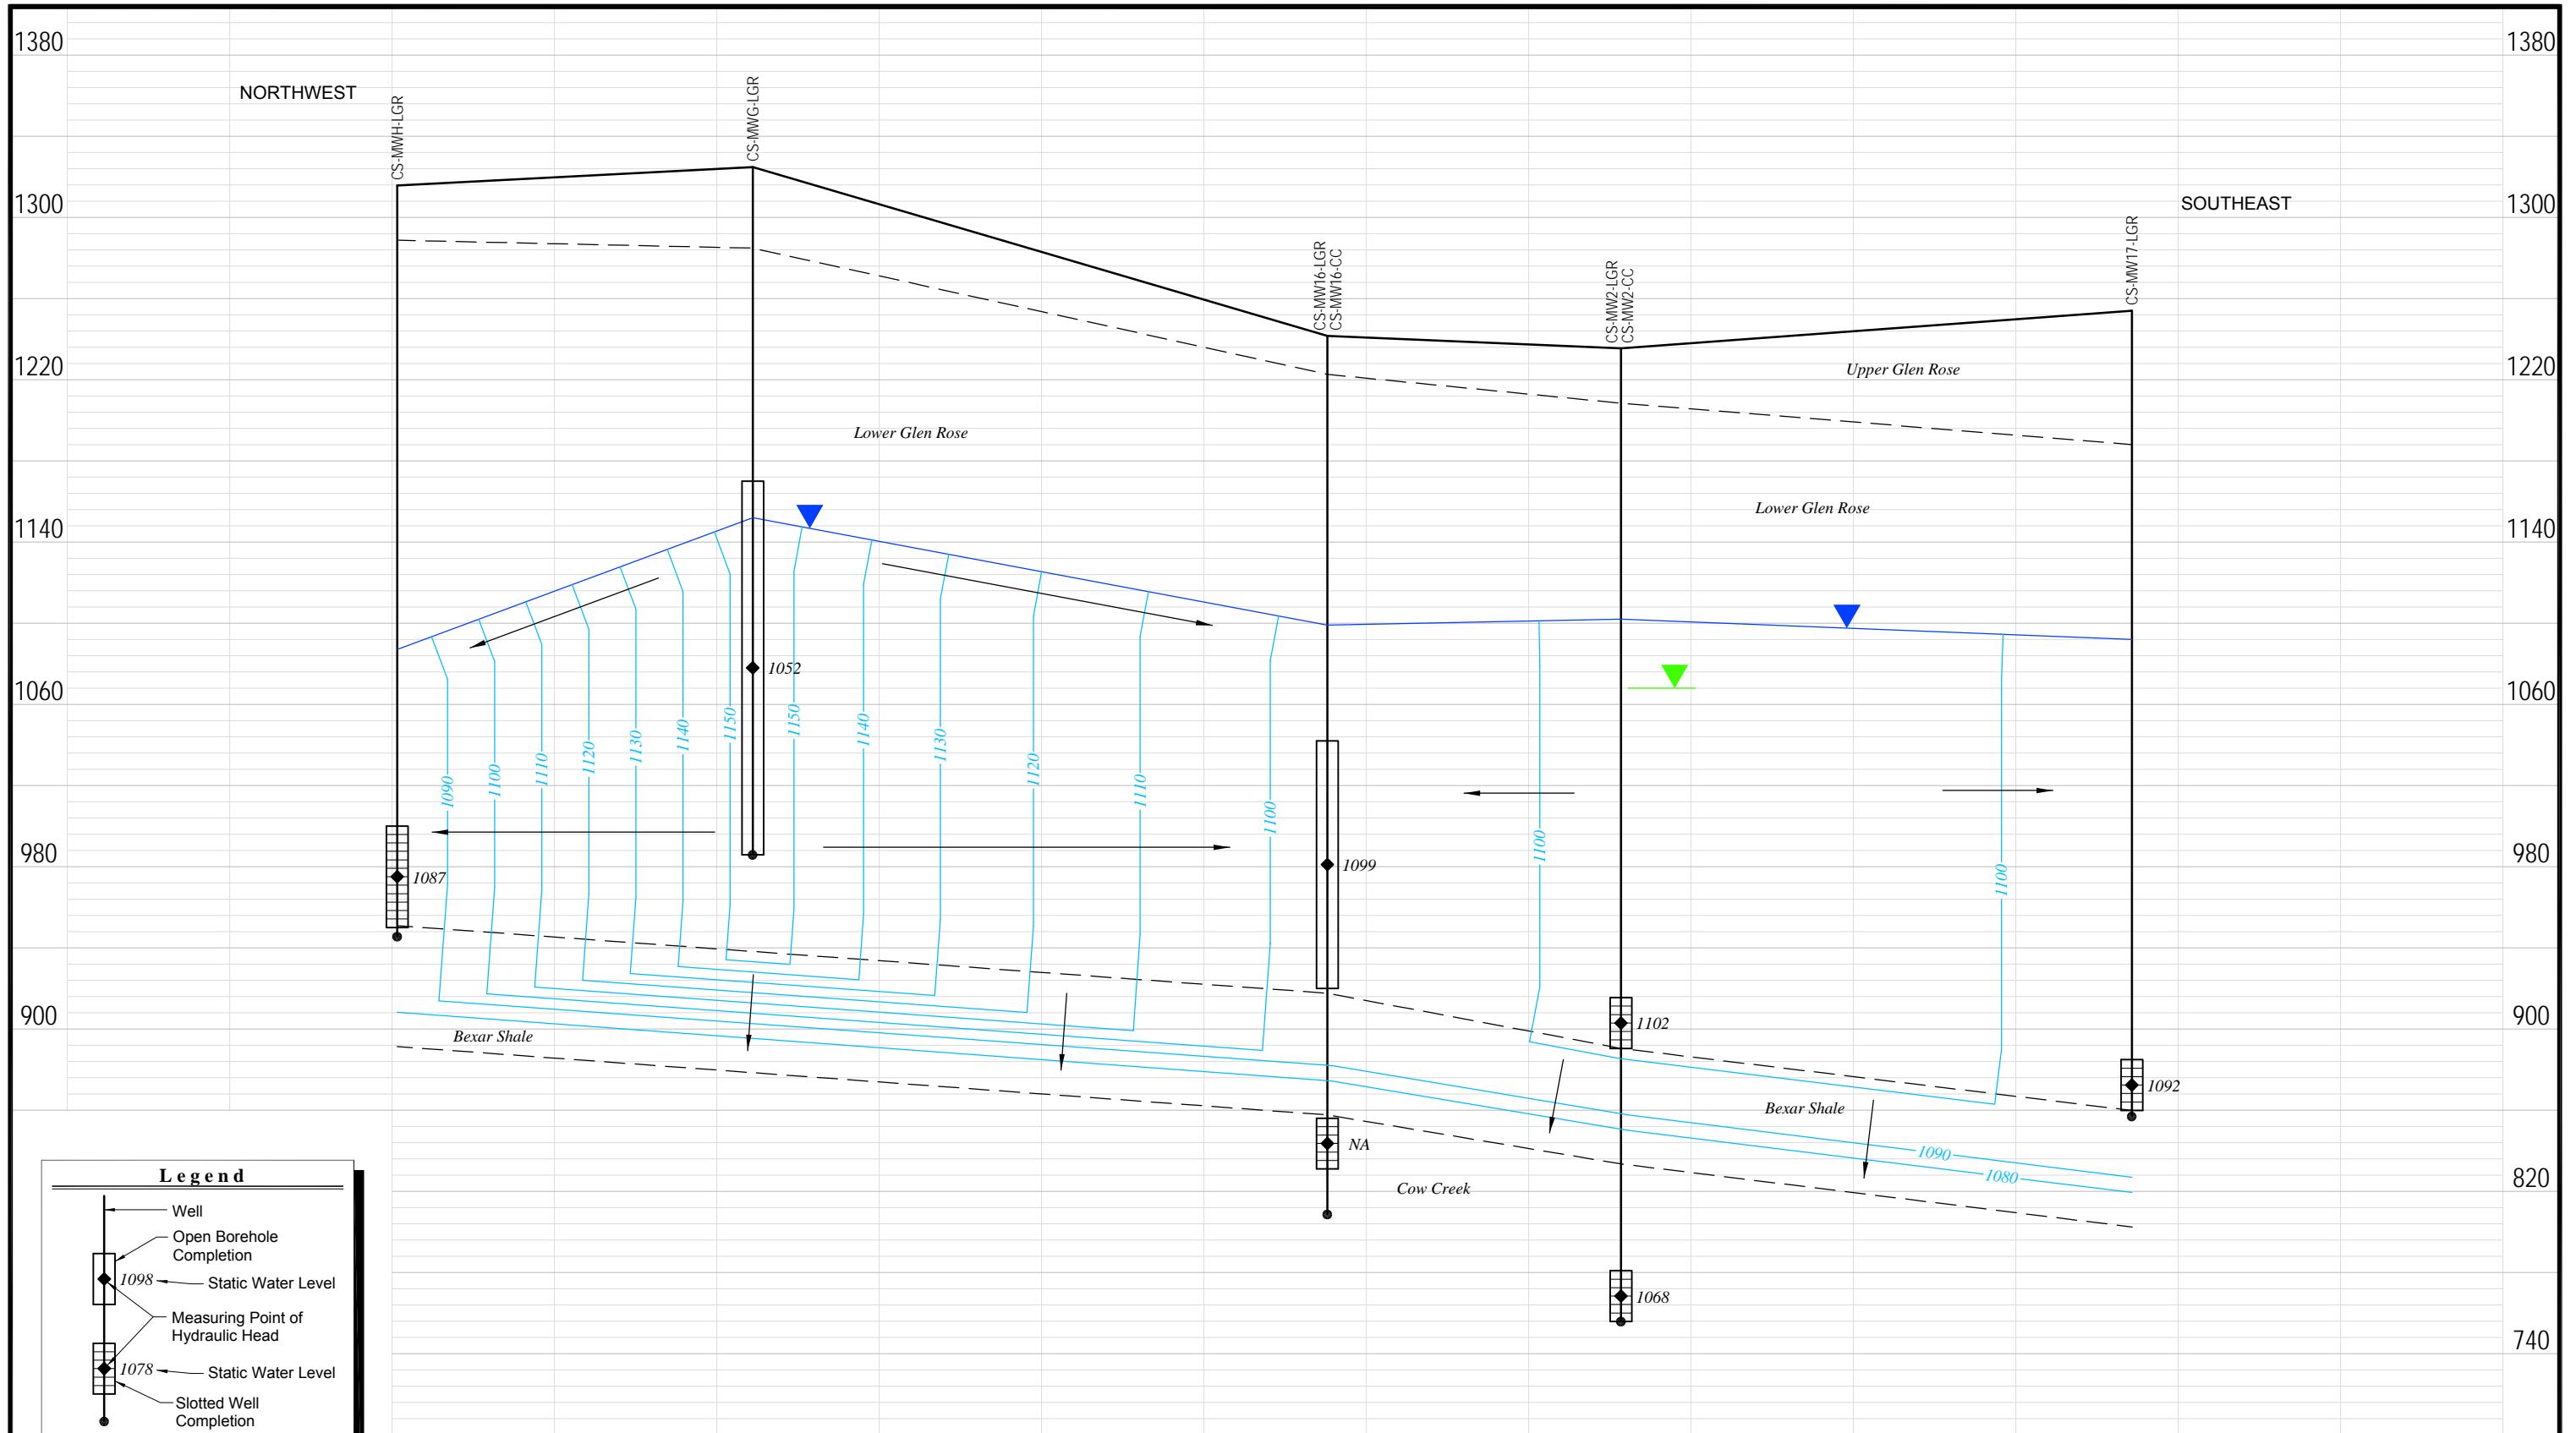 1380
1380
NORTHWEST
CS-MWH-LGR
CS-MWG-LGR
1300
1300
SOUTHEAST
CS-MW16-LGR
CS-MW16-CC
CS-MW2-LGR
CS-MW2-CC
CS-MW17-LGR
1220
1220
Upper Glen Rose
Lower Glen Rose
Lower Glen Rose
1140
1140
1052
1060
1060
1090
1100
1110
1120
1130
1140
1150
1150
1140
1130
1120
1110
1100
1100
1100
980
980
1087
1099
900
900
1102
Bexar Shale
1092
Bexar Shale
NA
1090
1080
820
820
Cow Creek
1068
740
740
Legend
Well
Open Borehole
Completion
1098
Static Water Level
Measuring Point of
Hydraulic Head
1078
Static Water Level
Slotted Well
Completion